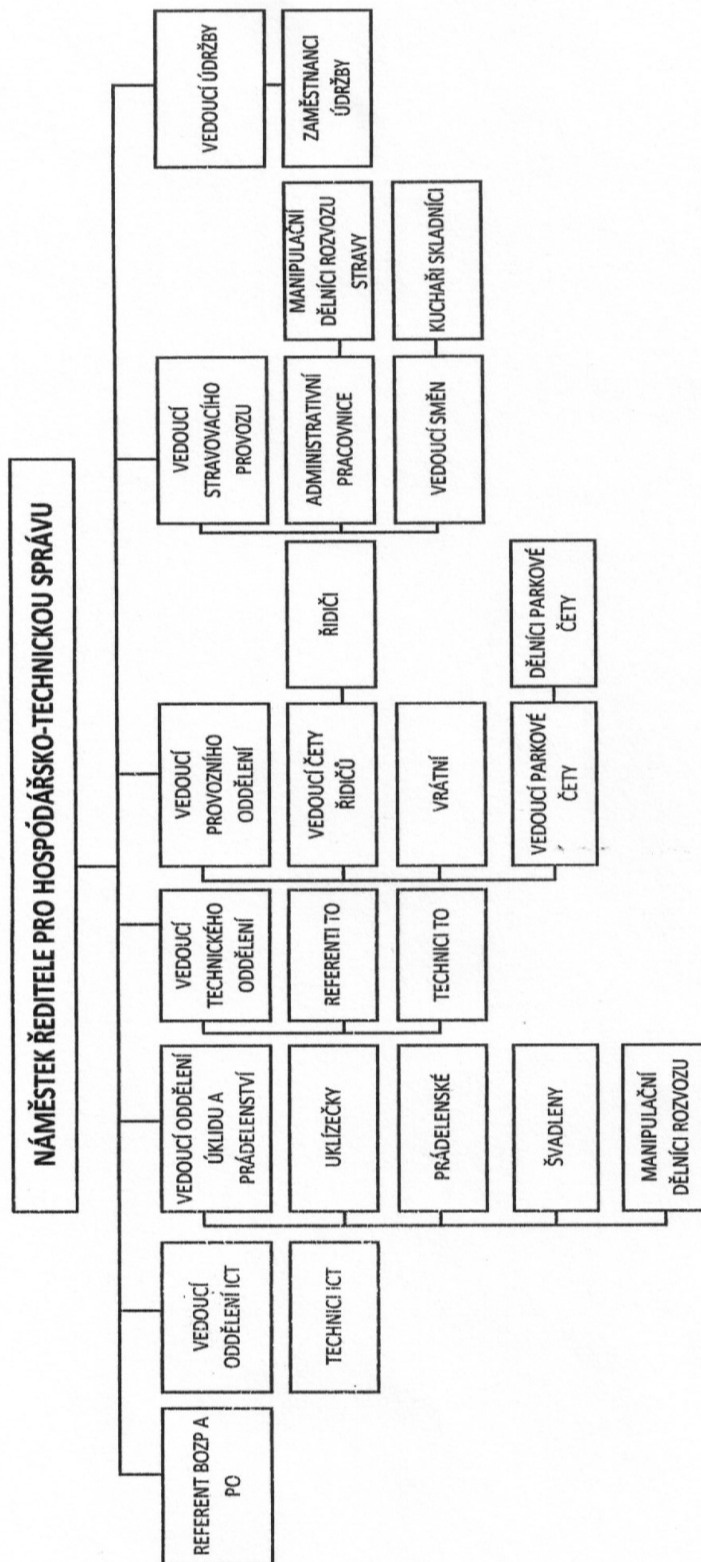 NÁMĚSTEK ŘEDITELE PRO HOSPÓDÁŘSKO-TECHNICKOU SPRÁVU
REFERENT BOZP A
PO
VEDOUCÍ
ODDĚLENÍ ICT
TECHNICI ICT
VEDOUCÍ ODDĚLENÍ
ÚKLIDU A
PRÁDELENSTVÍ
UKLÍZEČKY
PRÁDELENSKÉ
ŠVADLENY
MANIPULAČNÍ
DĚLNÍCI ROZVOZU
VEDOUCÍ
TECHNICKÉHO
ODDĚLENÍ
REFERENTI TO
TECHNICI TO
VEDOUCÍ
PROVOZNÍHO
ODDĚLENÍ
VEDOUCÍ ČETY
ŘIDIČŮ
ŘIDIČI
VRÁTNÍ
VEDOUCÍ PARKOVÉ
ČETY
DĚLNÍCI PARKOVÉ
ČETY
VEDOUCÍ
STRAVOVACÍHO
PROVOZU
ADMINISTRATIVNÍ
PRACOVNICE
MANIPULAČNÍ
DĚLNÍCI ROZVOZU
STRAVY
VEDOUCÍ SMĚN
KUCHAŘI SKLADNÍCI
VEDOUCÍ ÚDRŽBY
ZAMĚSTNANCI
ÚDRŽBY